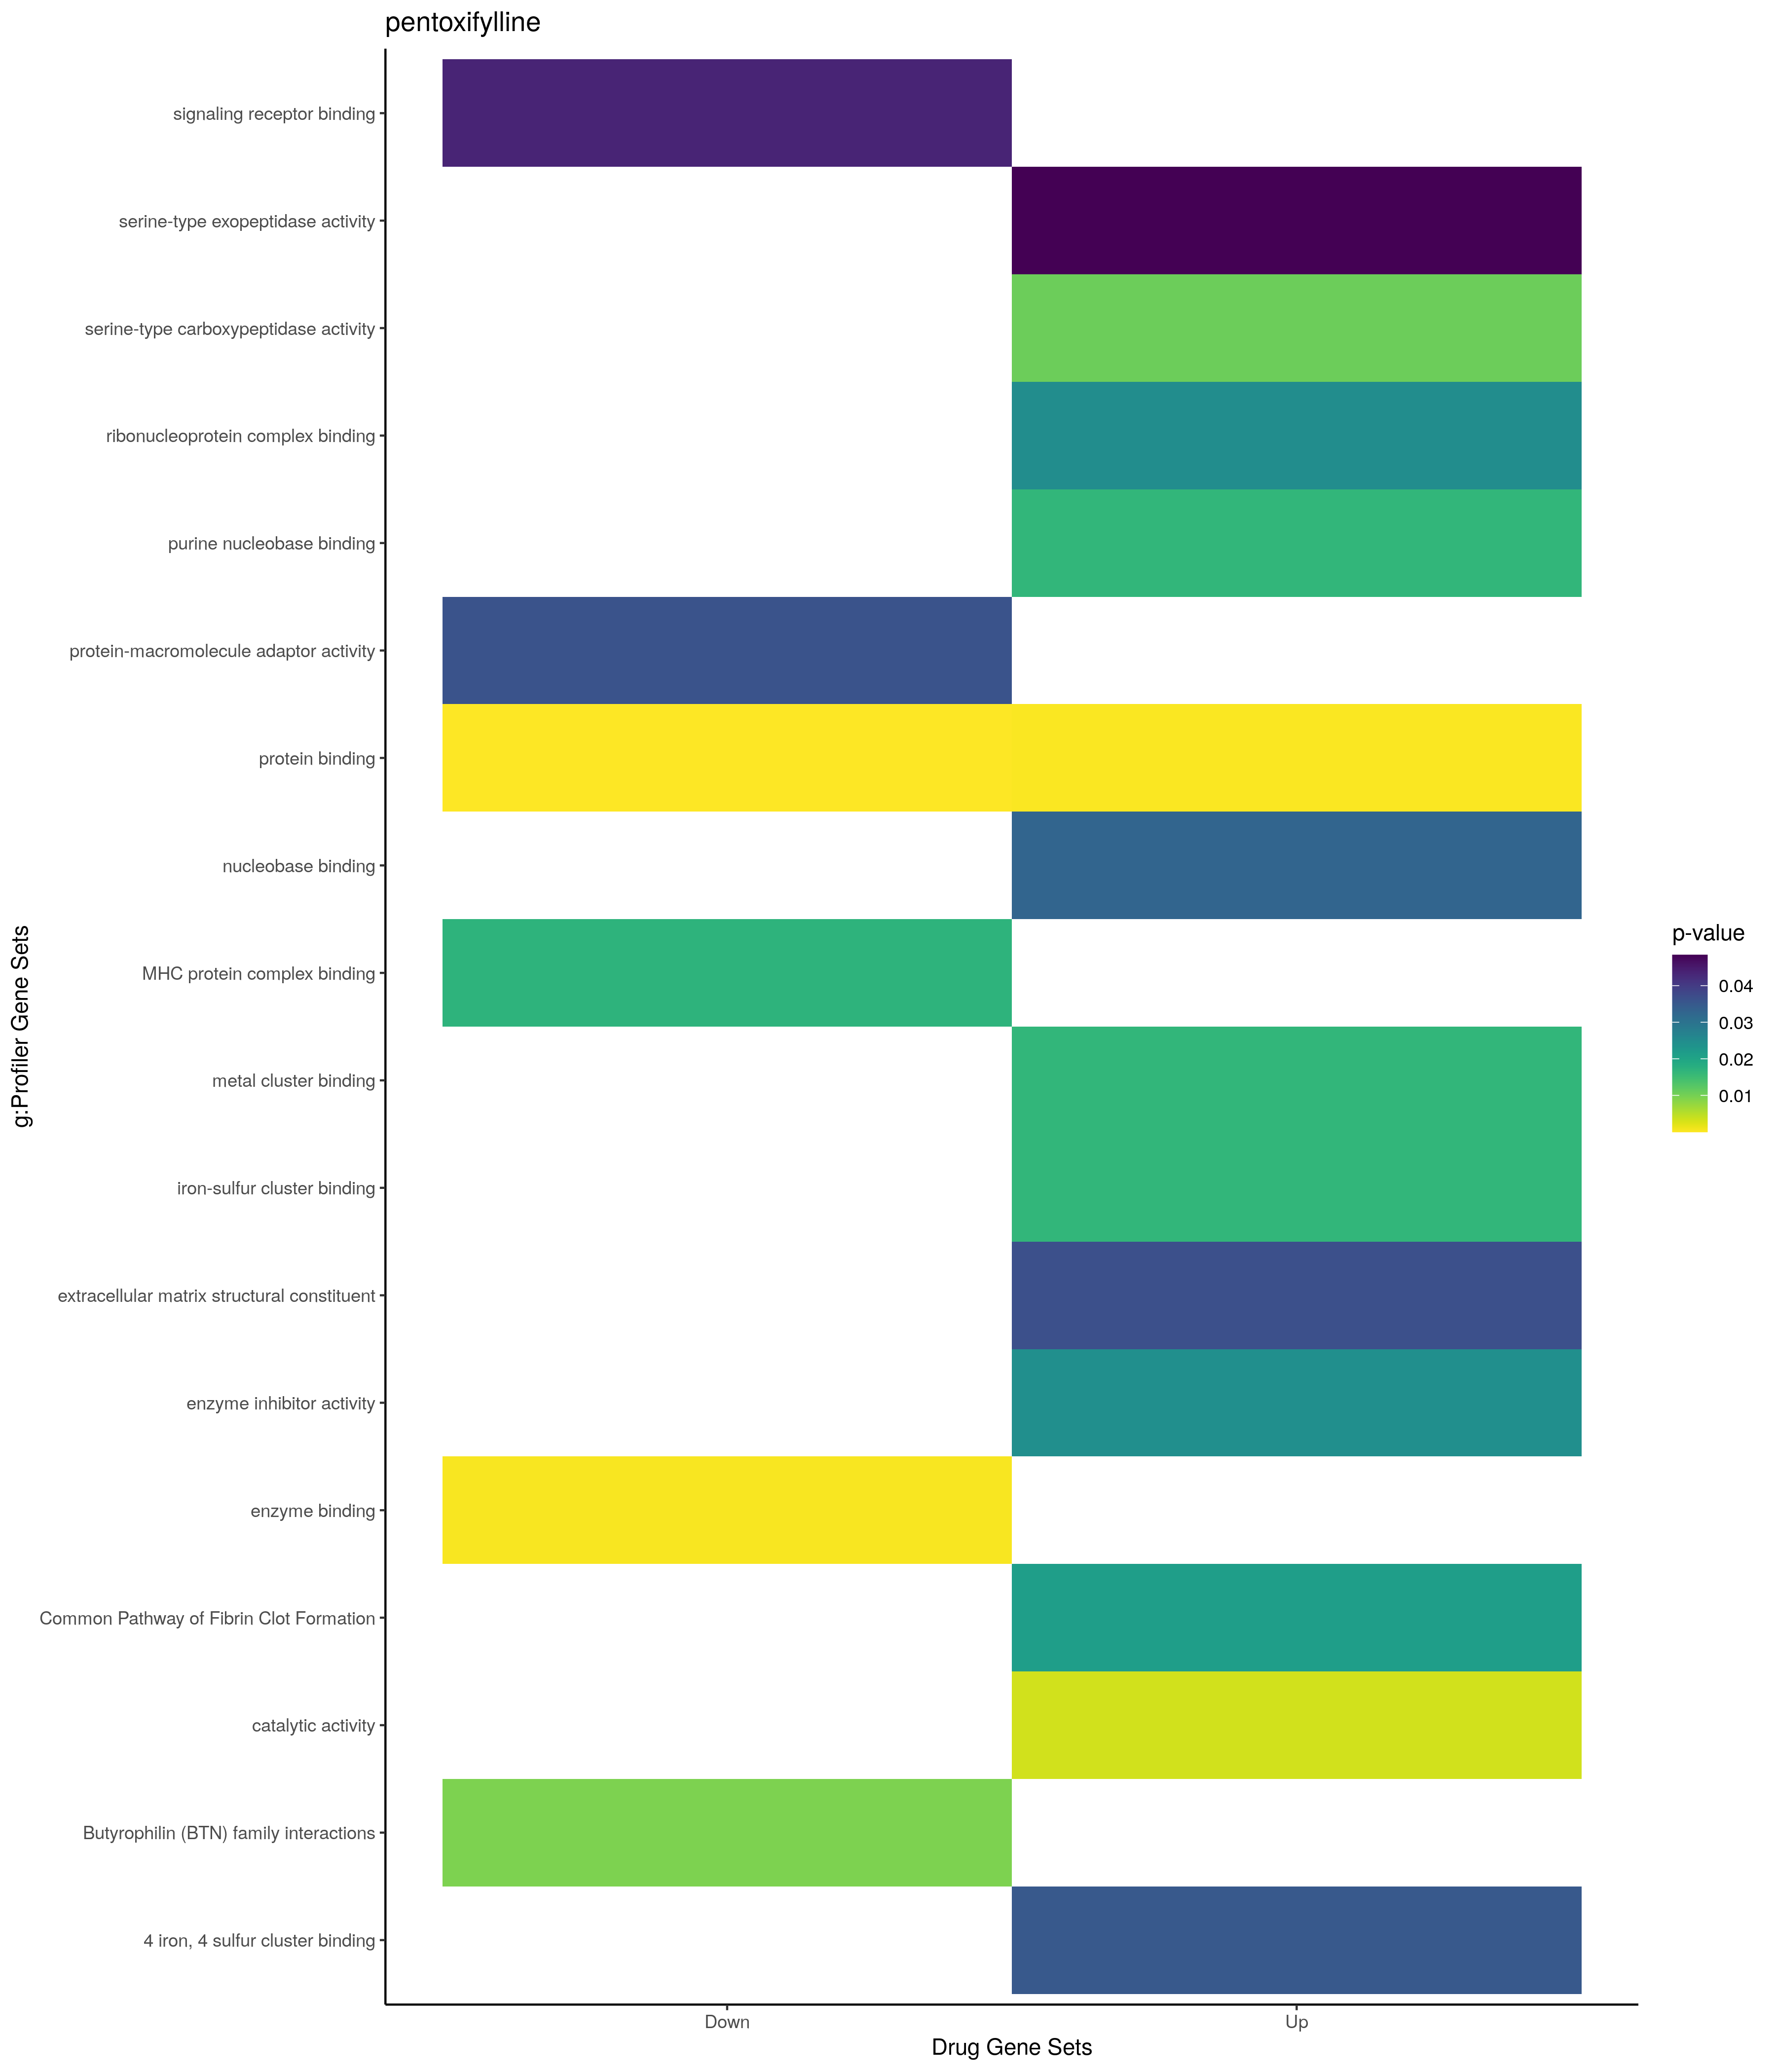 pentoxifylline
signaling receptor binding
serine-type exopeptidase activity
serine-type carboxypeptidase activity
ribonucleoprotein complex binding
purine nucleobase binding
protein-macromolecule adaptor activity
protein binding
nucleobase binding
MHC protein complex binding
metal cluster binding
iron-sulfur cluster binding
extracellular matrix structural constituent
enzyme inhibitor activity
enzyme binding
Common Pathway of Fibrin Clot Formation
catalytic activity
Butyrophilin (BTN) family interactions
4 iron, 4 sulfur cluster binding
g:Profiler Gene Sets
Down
Up
Drug Gene Sets
p-value
0.04
0.03
0.02
0.01